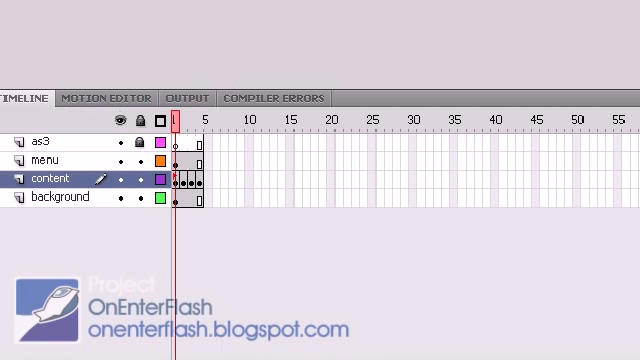 TIMELINE MOTION EDITOR OUTPUT COMPILER ERRORS
1 5 10 15 20 25 30 35 40 45 50 55
as3
menu
content
background
Project
OnEnterFlash
onenterflash.blogspot.com